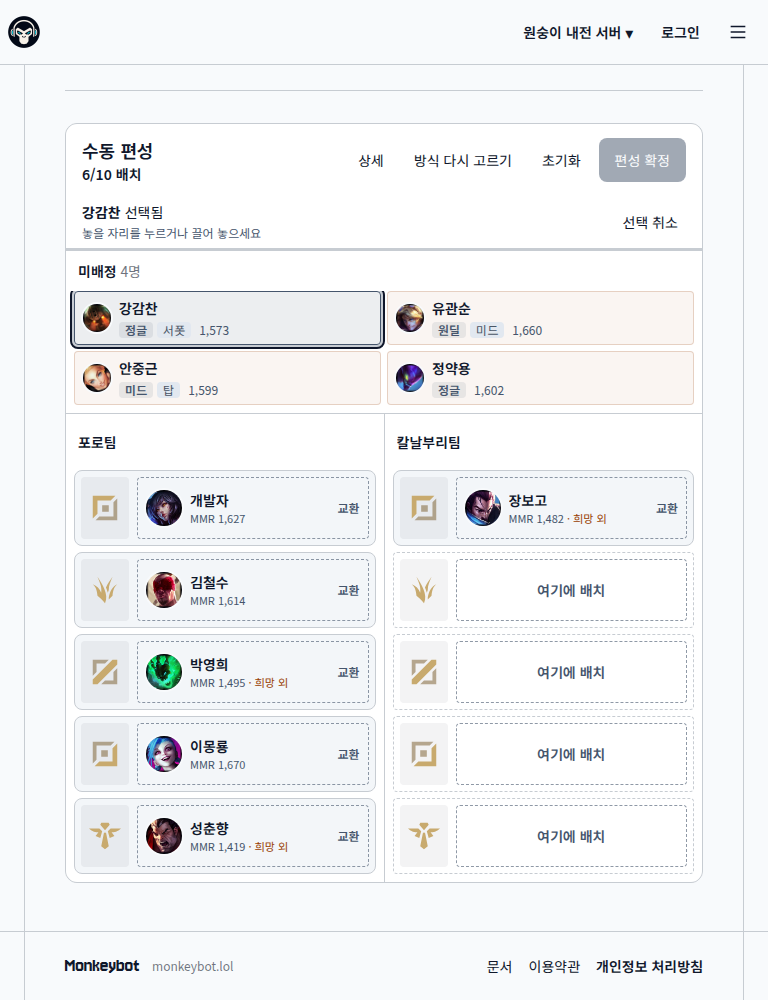 원숭이 내전 서버 ▾ 로그인
수동 편성
6/10 배치
상세 방식 다시 고르기 초기화 편성 확정
강감찬 선택됨
놓을 자리를 누르거나 끌어 놓으세요
선택 취소
미배정 4명
강감찬
정글 서폿 1,573
유관순
원딜 미드 1,660
안중근
미드 탑 1,599
정약용
정글 1,602
포로팀
개발자
MMR 1,627
교환
김철수
MMR 1,614
교환
박영희
MMR 1,495 · 희망 외
교환
이몽룡
MMR 1,670
교환
성춘향
MMR 1,419 · 희망 외
교환
칼날부리팀
장보고
MMR 1,482 · 희망 외
교환
여기에 배치
여기에 배치
여기에 배치
여기에 배치
Monkeybot monkeybot.lol 문서 이용약관 개인정보 처리방침